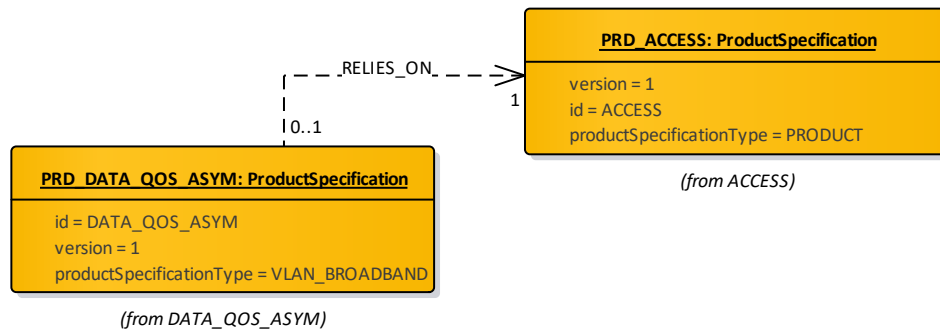 PRD_ACCESS: ProductSpecification
version = 1
id = ACCESS
productSpecificationType = PRODUCT
(from ACCESS)
RELIES_ON
1
0..1
PRD_DATA_QOS_ASYM: ProductSpecification
id = DATA_QOS_ASYM
version = 1
productSpecificationType = VLAN_BROADBAND
(from DATA_QOS_ASYM)